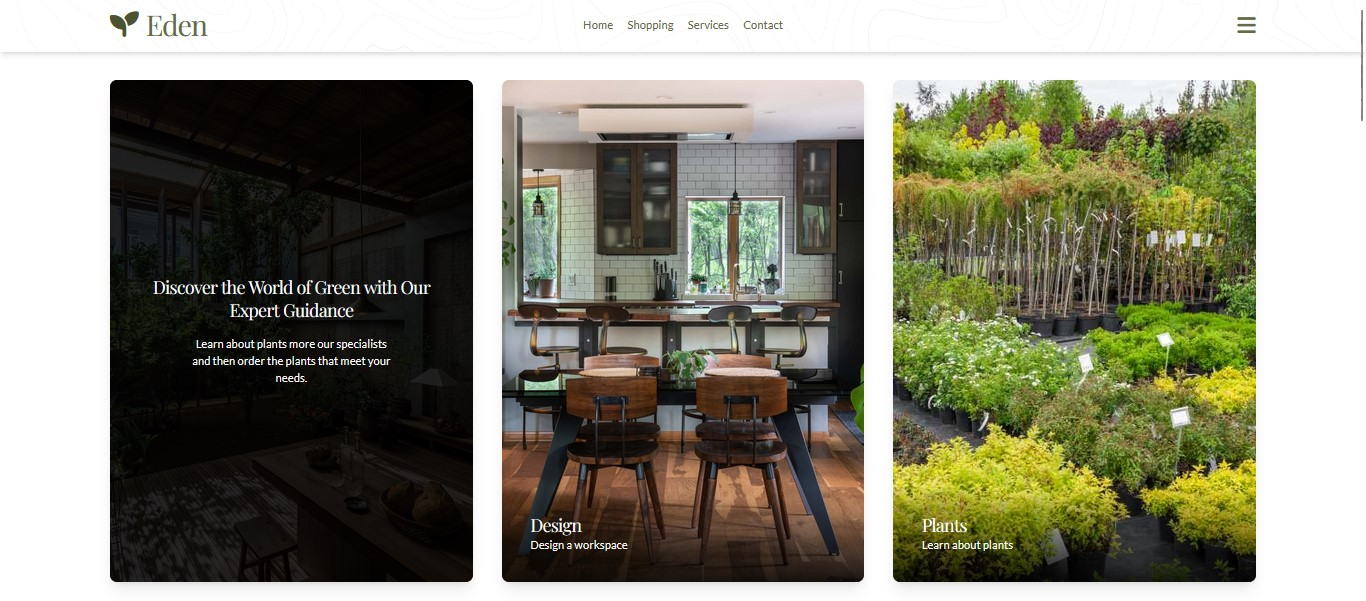 Eden
Home Shopping Services Contact
Discover the World of Green with Our
Expert Guidance
Learn about plants more our specialists
and then order the plants that meet your
needs.
Design
Design a workspace
Plants
Learn about plants